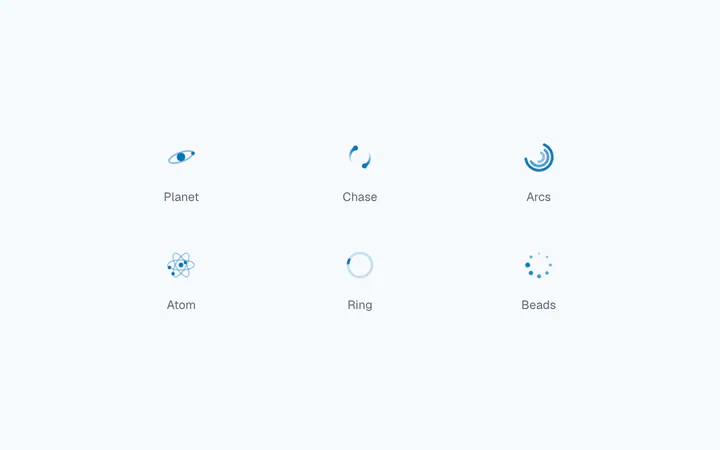 Planet
Chase
Arcs
Atom
Ring
Beads